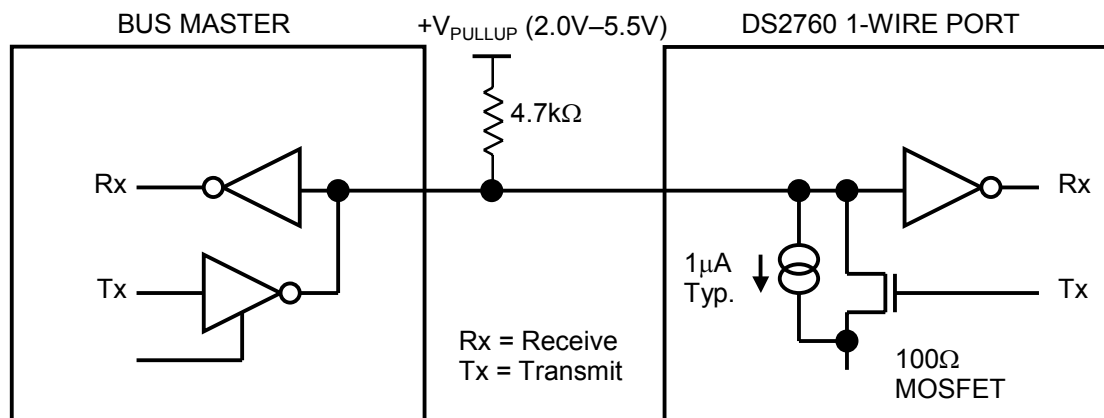 BUS MASTER
+VPULLUP (2.0V–5.5V)
DS2760 1-WIRE PORT
4.7kΩ
Rx
Rx
1μA
Typ.
Tx
Tx
Rx = Receive
Tx = Transmit
100Ω
MOSFET